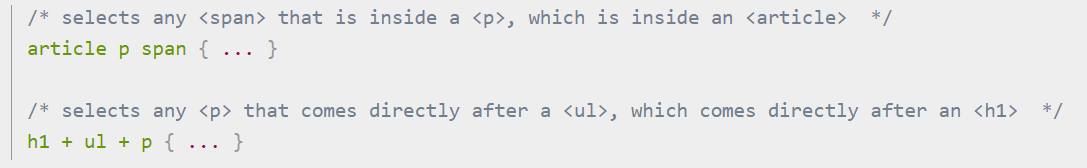 /* selects any <span> that is inside a <p>, which is inside an <article>  */
article p span { ... }
/* selects any <p> that comes directly after a <ul>, which comes directly after an <h1>  */
h1 + ul + p { ... }